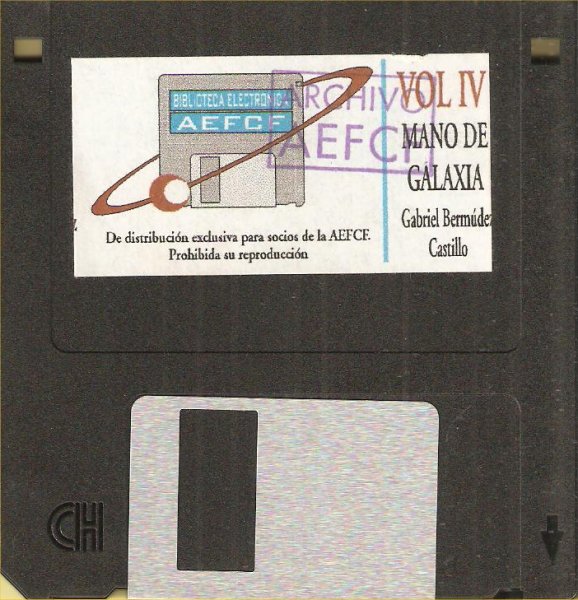 BIBLIOTECA ELECTRONICA
AEFCF
ARCHIVO
AEFCF
VOL IV
MANO DE
GALAXIA
Gabriel Bermúdez
Castillo
De distribución exclusiva para socios de la AEFCF.
Prohibida su reproducción
CH